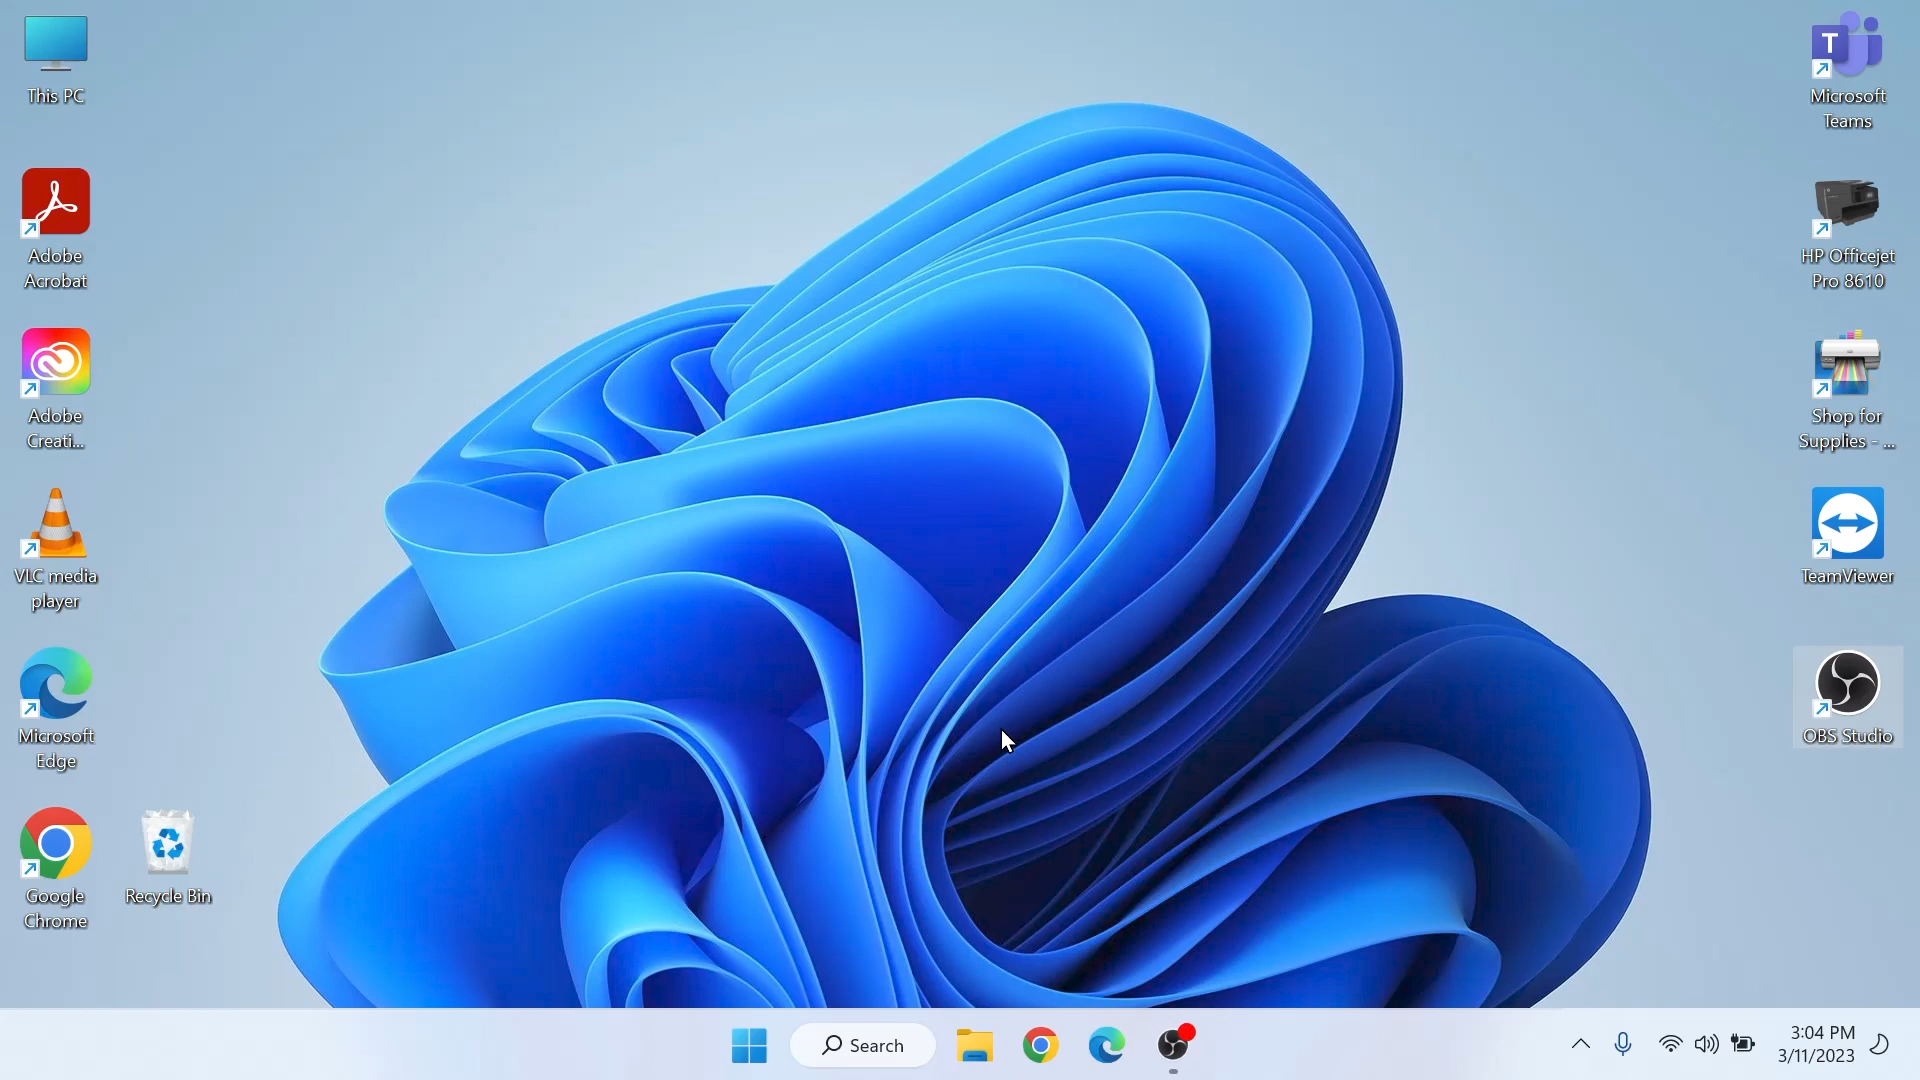 This PC
Adobe
Acrobat
Adobe
Creati...
VLC media
player
Microsoft
Edge
Google
Chrome
Recycle Bin
T
Microsoft
Teams
HP Officejet
Pro 8610
Shop for
Supplies - ...
TeamViewer
OBS Studio
Search
3:04 PM
3/11/2023